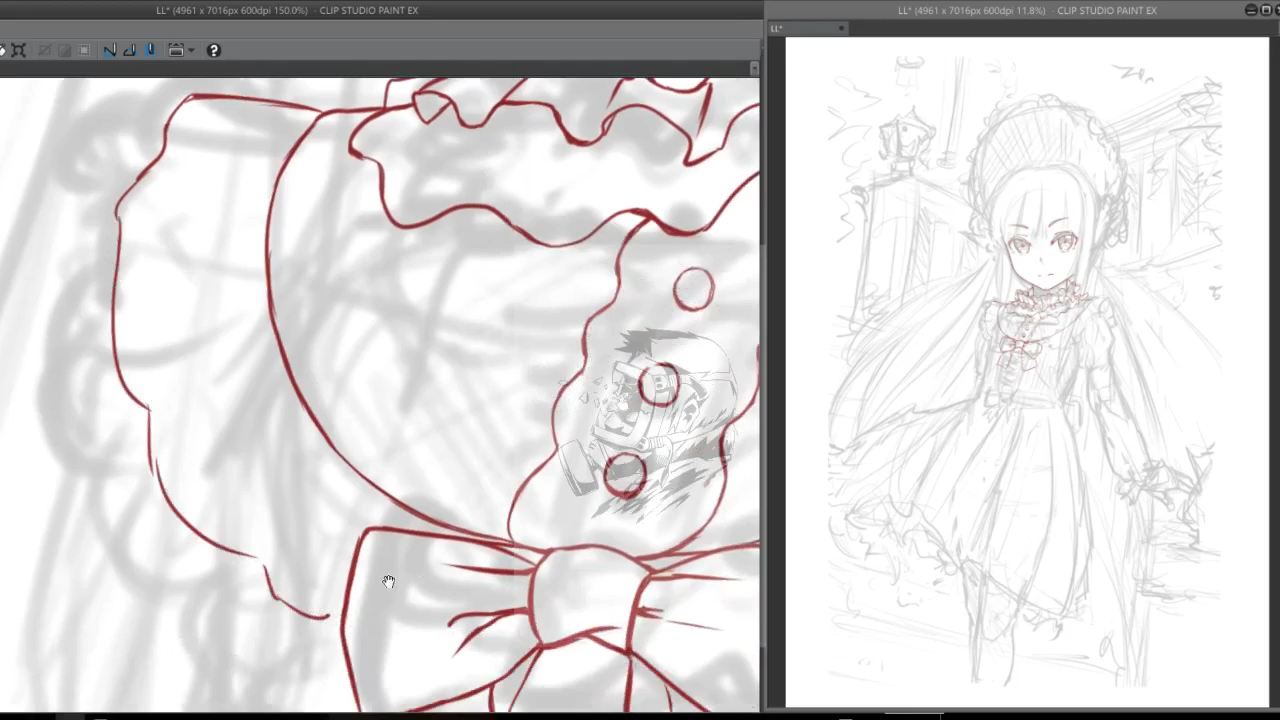 LL* (4961 x 7016px 600dpi 150.0%) - CLIP STUDIO PAINT EX
LL* (4961 x 7016px 600dpi 11.8%) - CLIP STUDIO PAINT EX
LL*